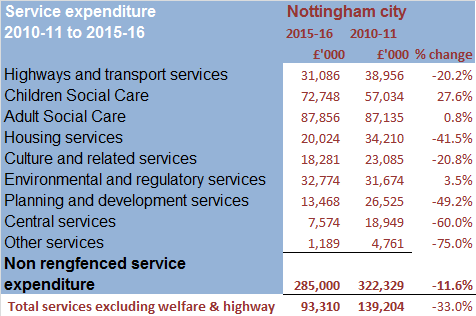 Service expenditure Nottingham city
2010-11 to 2015-16 2015-16 2010-11
£'000 £'000 % change
Highways and transport services 31,086 38,956 -20.2%
Children Social Care 72,748 57,034 27.6%
Adult Social Care 87,856 87,135 0.8%
Housing services 20,024 34,210 -41.5%
Culture and related services 18,281 23,085 -20.8%
Environmental and regulatory services 32,774 31,674 3.5%
Planning and development services 13,468 26,525 -49.2%
Central services 7,574 18,949 -60.0%
Other services 1,189 4,761 -75.0%
Non rengfenced service
expenditure 285,000 322,329 -11.6%
Total services excluding welfare & highway 93,310 139,204 -33.0%